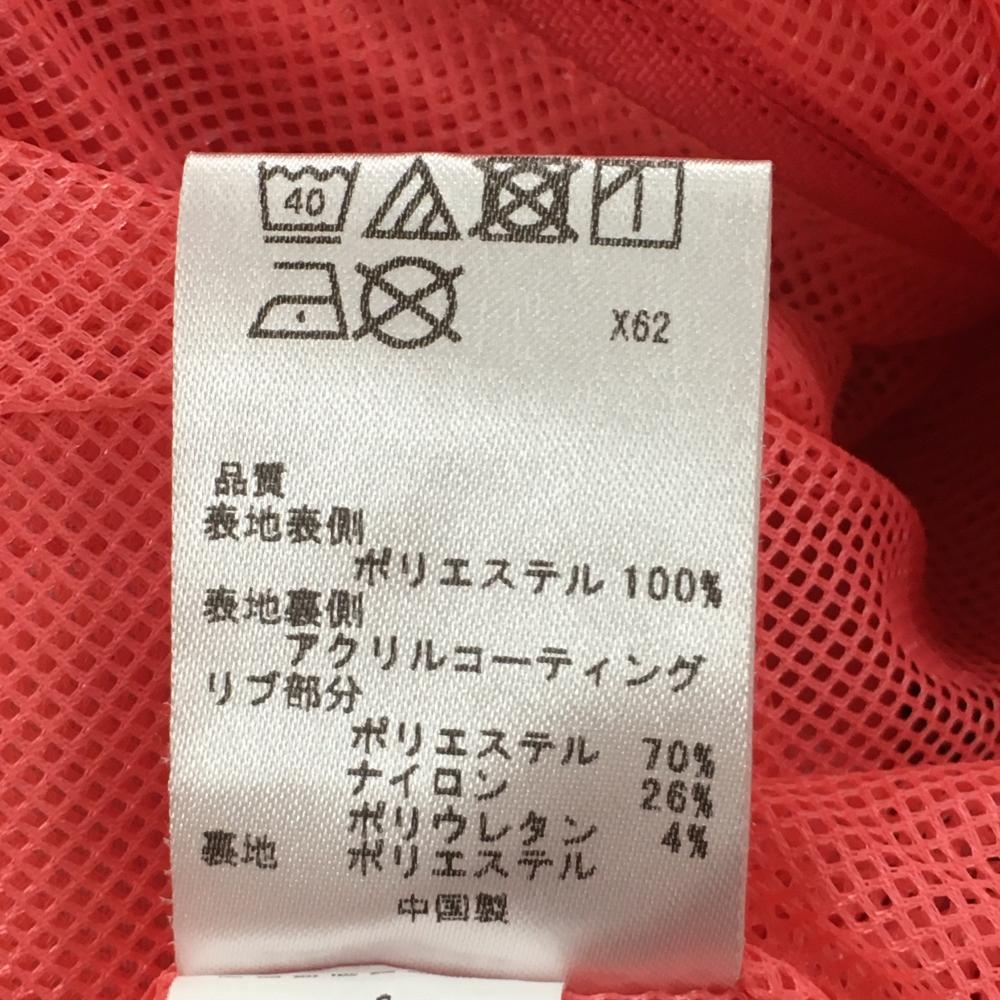 40
X62
品質
表地表側
ポリエステル 100%
表地裏側
アクリルコーティング
リブ部分
ポリエステル 70%
ナイロン 26%
ポリウレタン 4%
裏地 ポリエステル
中国製